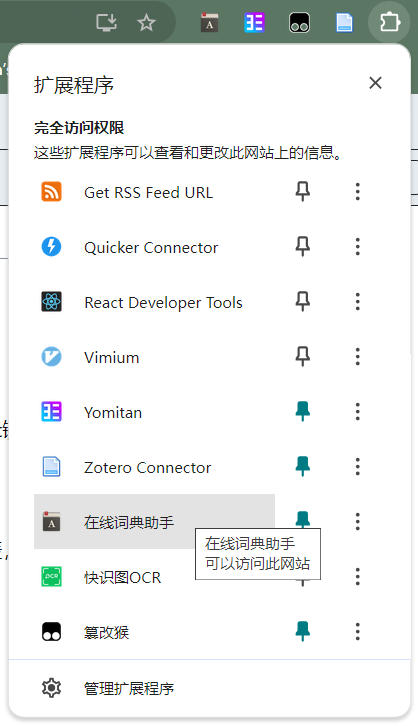 扩展程序
完全访问权限
这些扩展程序可以查看和更改此网站上的信息。
Get RSS Feed URL
Quicker Connector
React Developer Tools
Vimium
Yomitan
Zotero Connector
在线词典助手
在线词典助手
可以访问此网站
快识图OCR
篡改猴
管理扩展程序